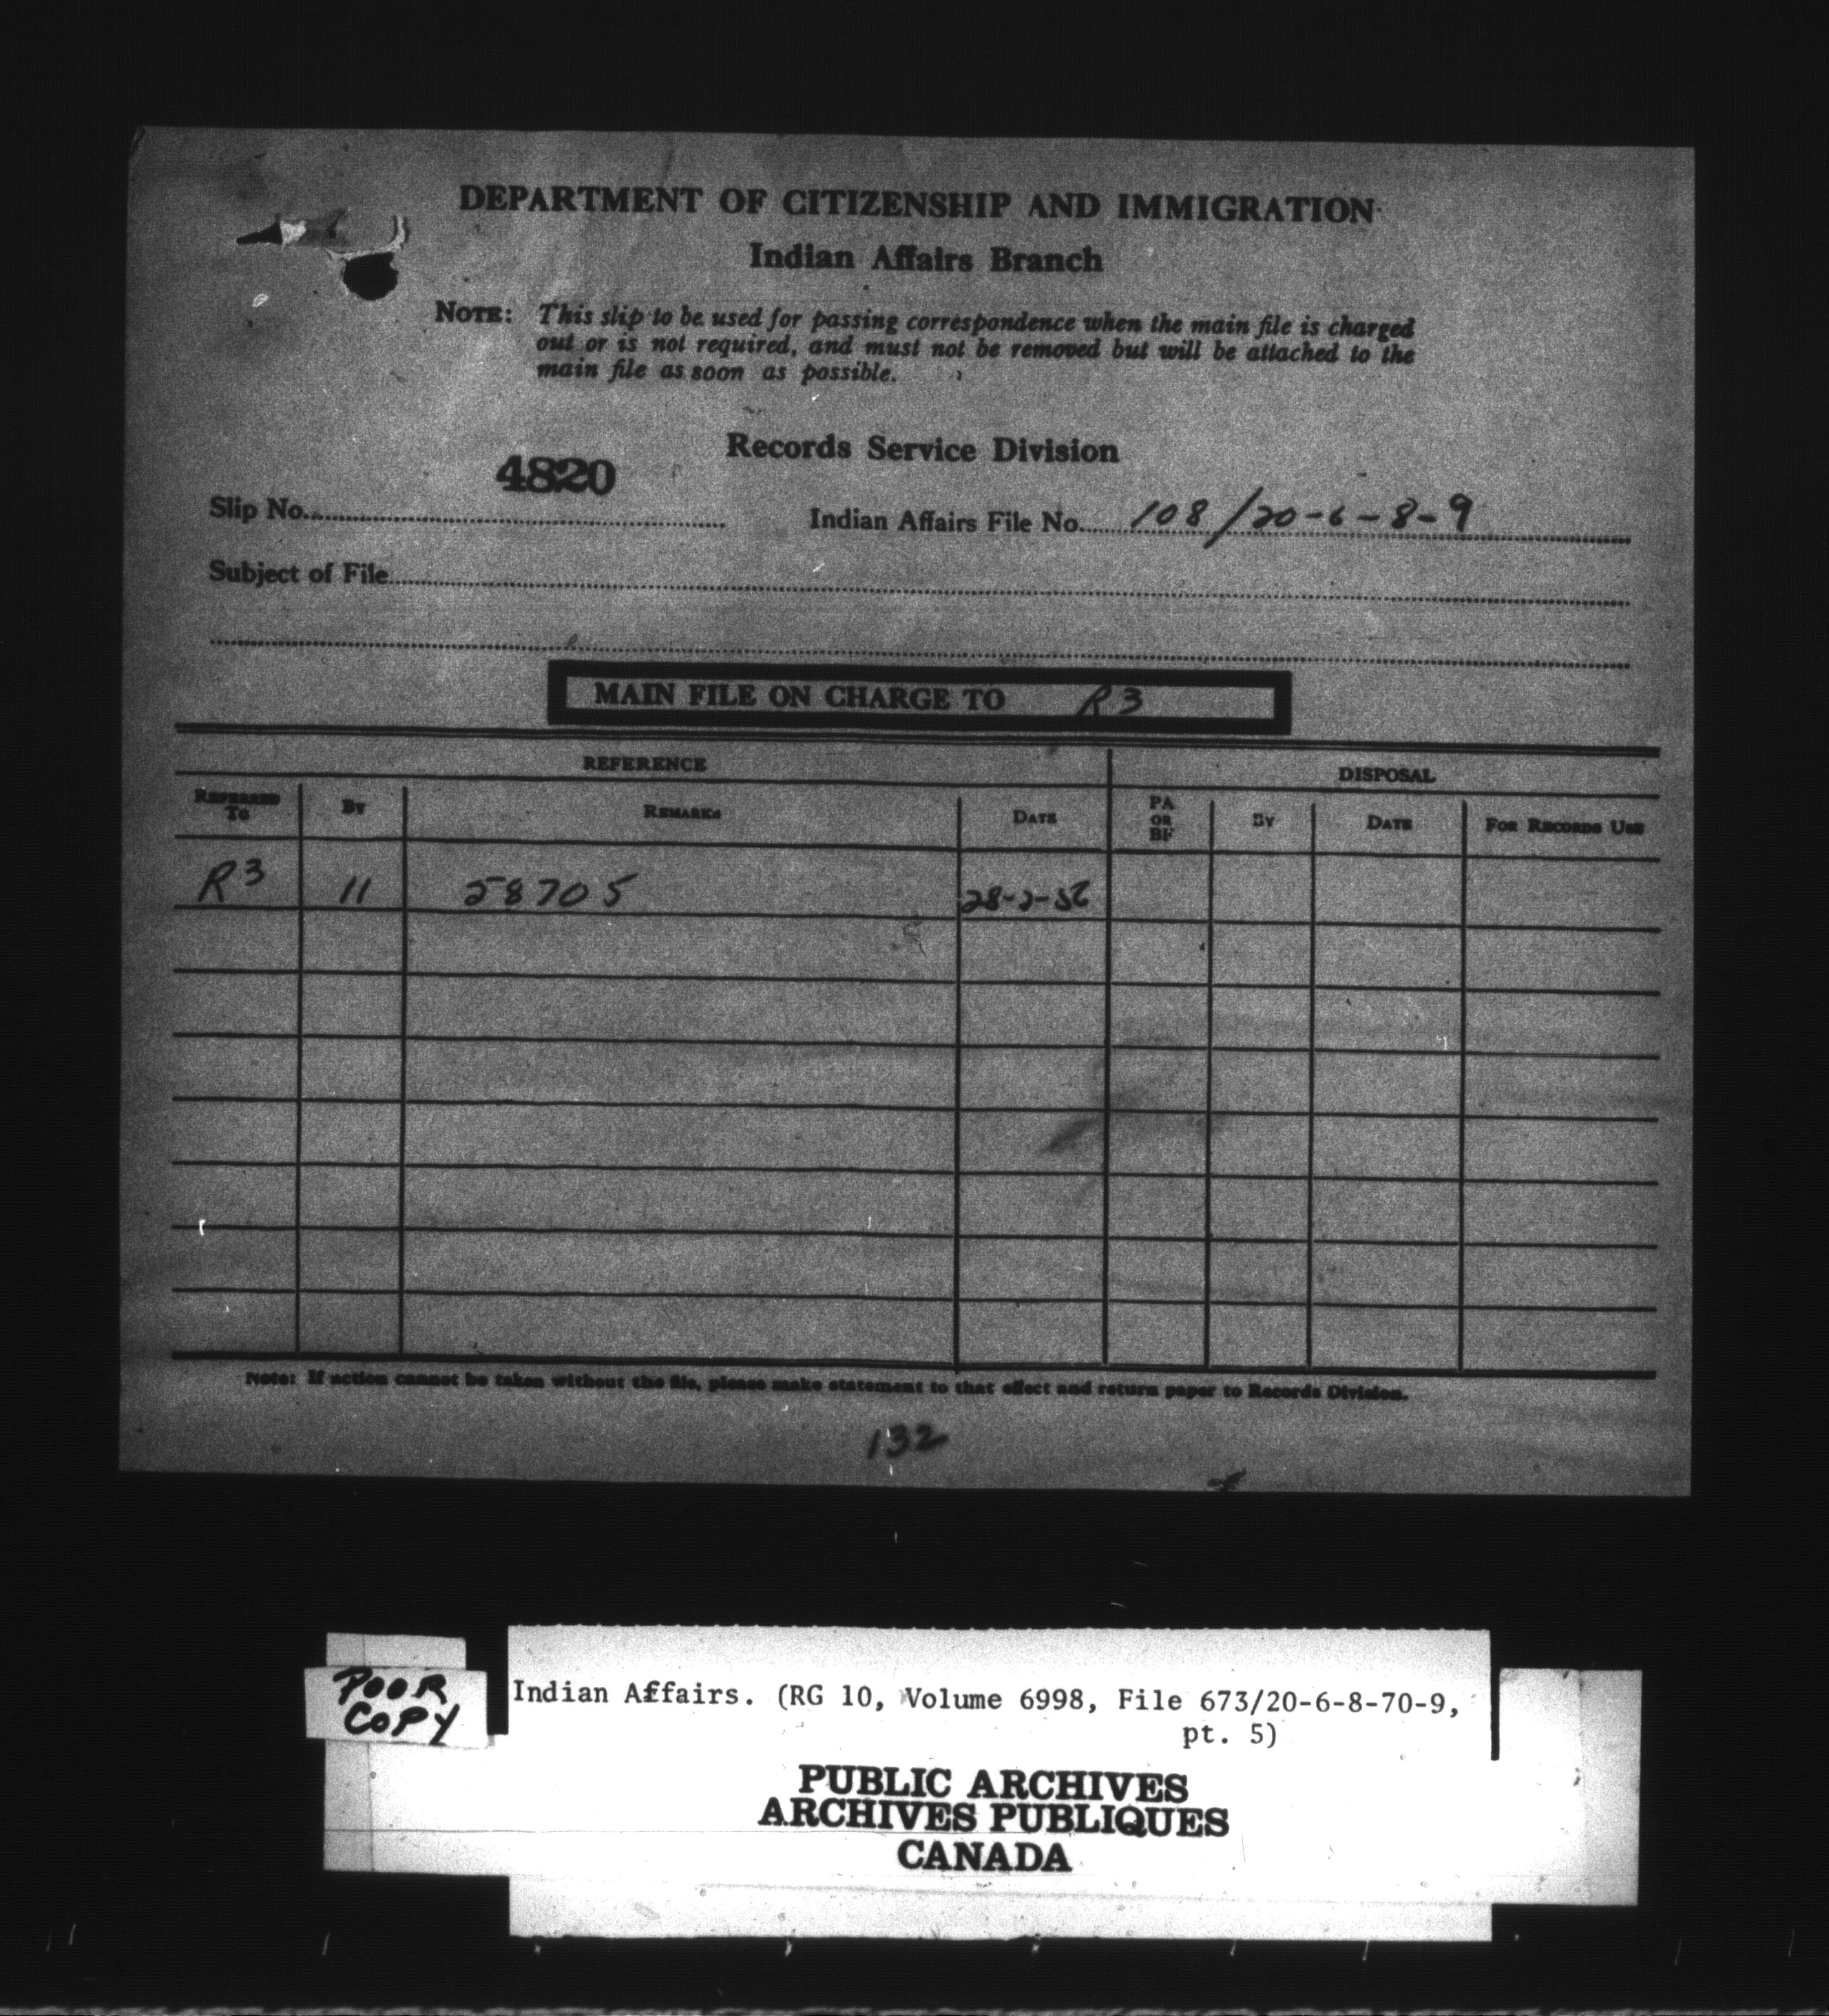 DEPARTMENT OF CITIZENSHIP AND IMMIGRATION
Indian Affairs Branch
NOTE: This slip to be used for passing correspondence when the main file is charged
out or is not required, and must not be removed but will be attached to the
main file as soon as possible.
Records Service Division
4820
Slip No. Indian Affairs File No. 108/20-6-8-9
Subject of File
MAIN FILE ON CHARGE TO R3
REFERENCE DISPOSAL
REFERRED TO BY REMARKS DATE PA OR BF BY DATE FOR RECORDS USE
R3 11 58705 28-2-56
Note: If action cannot be taken without the file, please make statement to that effect and return paper to Records Division.
132
POOR
COPY
Indian Affairs. (RG 10, Volume 6998, File 673/20-6-8-70-9,
pt. 5)
PUBLIC ARCHIVES
ARCHIVES PUBLIQUES
CANADA